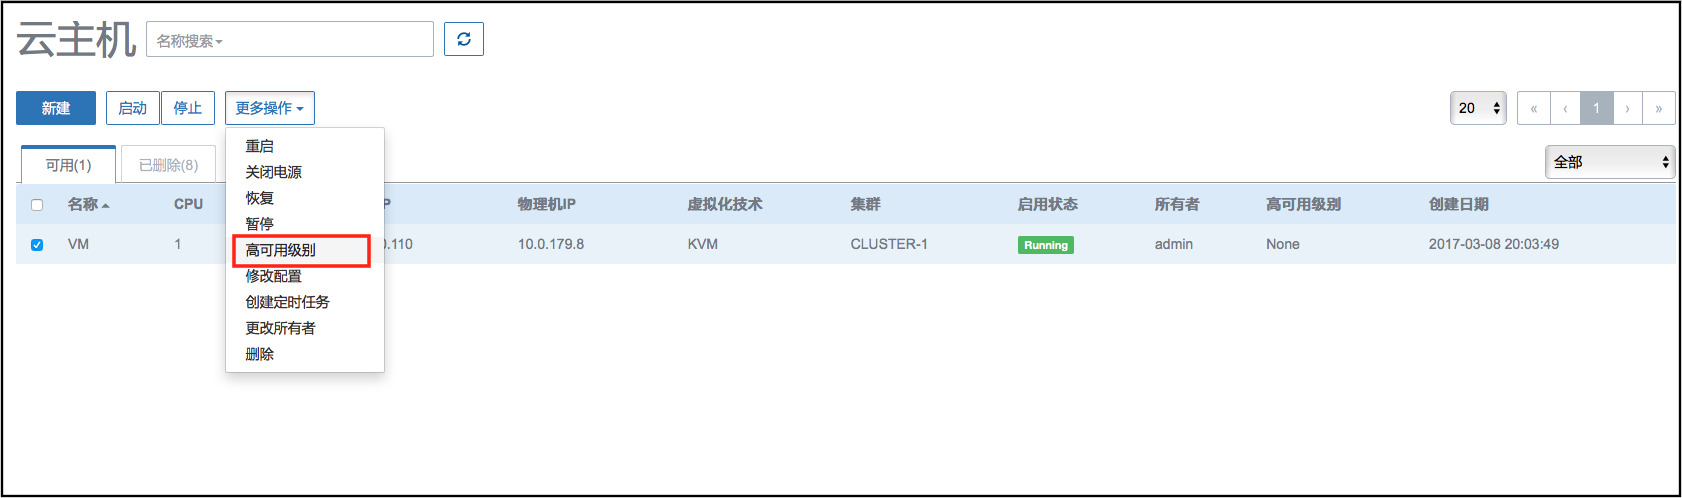 云主机 名称搜索
新建 启动 停止 更多操作 20 « ‹ 1 › »
可用(1) 已删除(8) 全部
重启
关闭电源
恢复
暂停
高可用级别
修改配置
创建定时任务
更改所有者
删除
名称 CPU P 物理机IP 虚拟化技术 集群 启用状态 所有者 高可用级别 创建日期
VM 1 0.110 10.0.179.8 KVM CLUSTER-1 Running admin None 2017-03-08 20:03:49